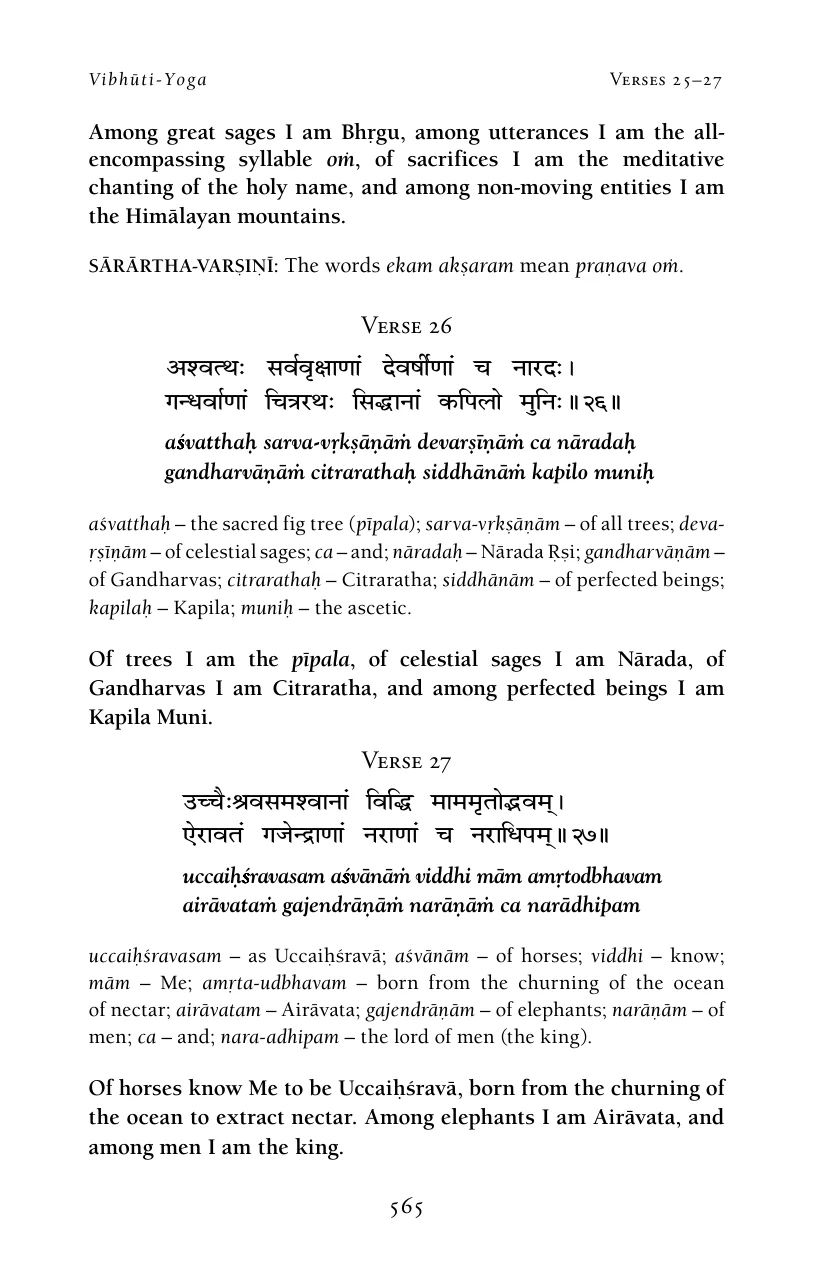 Vibhūti-Yoga
Verses 25–27
Among great sages I am Bhṛgu, among utterances I am the all-
encompassing syllable oṁ, of sacrifices I am the meditative
chanting of the holy name, and among non-moving entities I am
the Himālayan mountains.
SĀRĀRTHA-VARṢIṆĪ: The words ekam akṣaram mean praṇava oṁ.
Verse 26
अश्वत्थः सर्ववृक्षाणां देवर्षीणां च नारदः।
गन्धर्वाणां चित्ररथः सिद्धानां कपिलो मुनिः॥२६॥
aśvatthaḥ sarva-vṛkṣāṇāṁ devarṣīṇāṁ ca nāradaḥ
gandharvāṇāṁ citrarathaḥ siddhānāṁ kapilo muniḥ
aśvatthaḥ – the sacred fig tree (pīpala); sarva-vṛkṣāṇām – of all trees; deva-
ṛṣīṇām – of celestial sages; ca – and; nāradaḥ – Nārada Ṛṣi; gandharvāṇām –
of Gandharvas; citrarathaḥ – Citraratha; siddhānām – of perfected beings;
kapilaḥ – Kapila; muniḥ – the ascetic.
Of trees I am the pīpala, of celestial sages I am Nārada, of
Gandharvas I am Citraratha, and among perfected beings I am
Kapila Muni.
Verse 27
उच्चैःश्रवसमश्वानां विद्धि माममृतोद्भवम्।
ऐरावतं गजेन्द्राणां नराणां च नराधिपम्॥२७॥
uccaiḥśravasam aśvānāṁ viddhi mām amṛtodbhavam
airāvataṁ gajendrāṇāṁ narāṇāṁ ca narādhipam
uccaiḥśravasam – as Uccaiḥśravā; aśvānām – of horses; viddhi – know;
mām – Me; amṛta-udbhavam – born from the churning of the ocean
of nectar; airāvatam – Airāvata; gajendrāṇām – of elephants; narāṇām – of
men; ca – and; nara-adhipam – the lord of men (the king).
Of horses know Me to be Uccaiḥśravā, born from the churning of
the ocean to extract nectar. Among elephants I am Airāvata, and
among men I am the king.
565